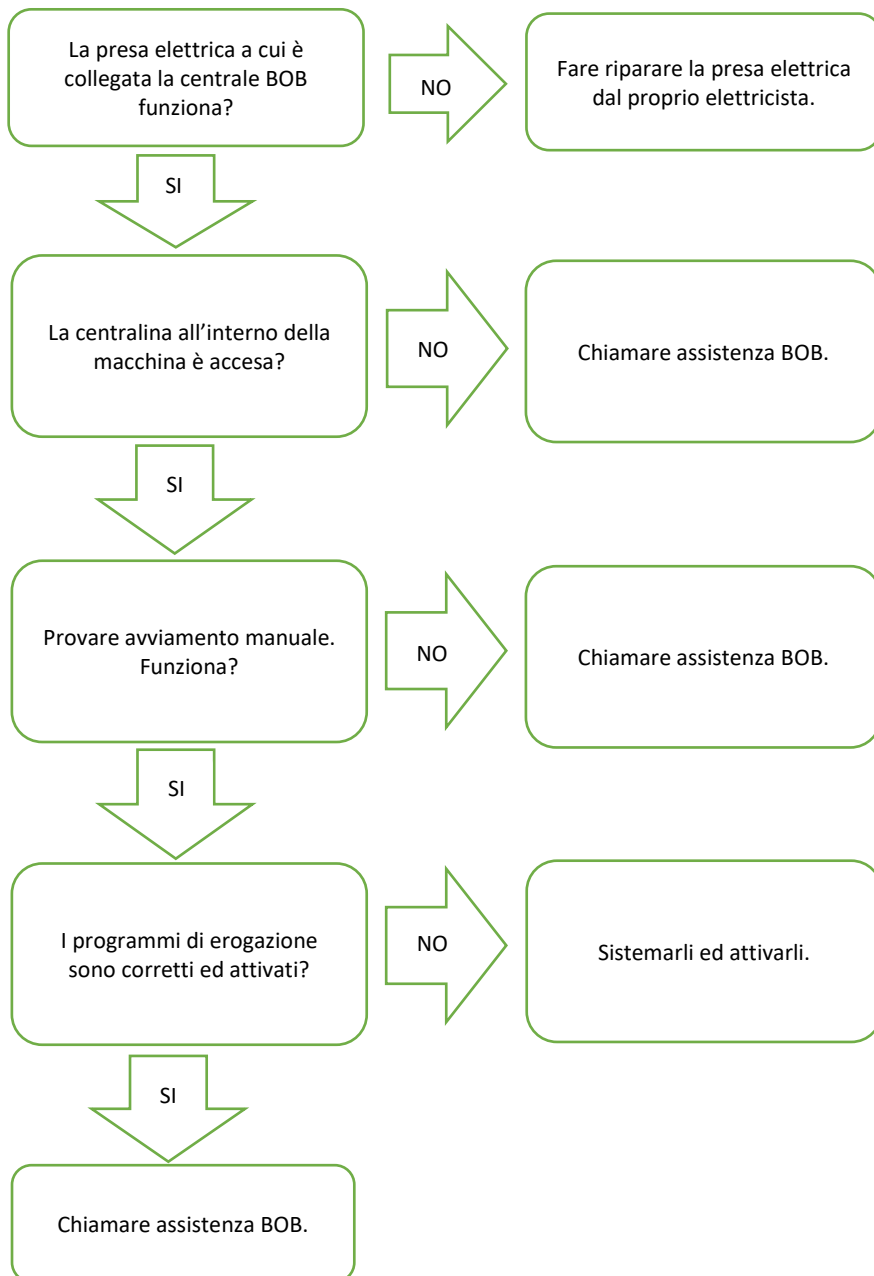 La presa elettrica a cui è
collegata la centrale BOB
funziona?
NO
Fare riparare la presa elettrica
dal proprio elettricista.
SI
La centralina all’interno della
macchina è accesa?
NO
Chiamare assistenza BOB.
SI
Provare avviamento manuale.
Funziona?
NO
Chiamare assistenza BOB.
SI
I programmi di erogazione
sono corretti ed attivati?
NO
Sistemarli ed attivarli.
SI
Chiamare assistenza BOB.